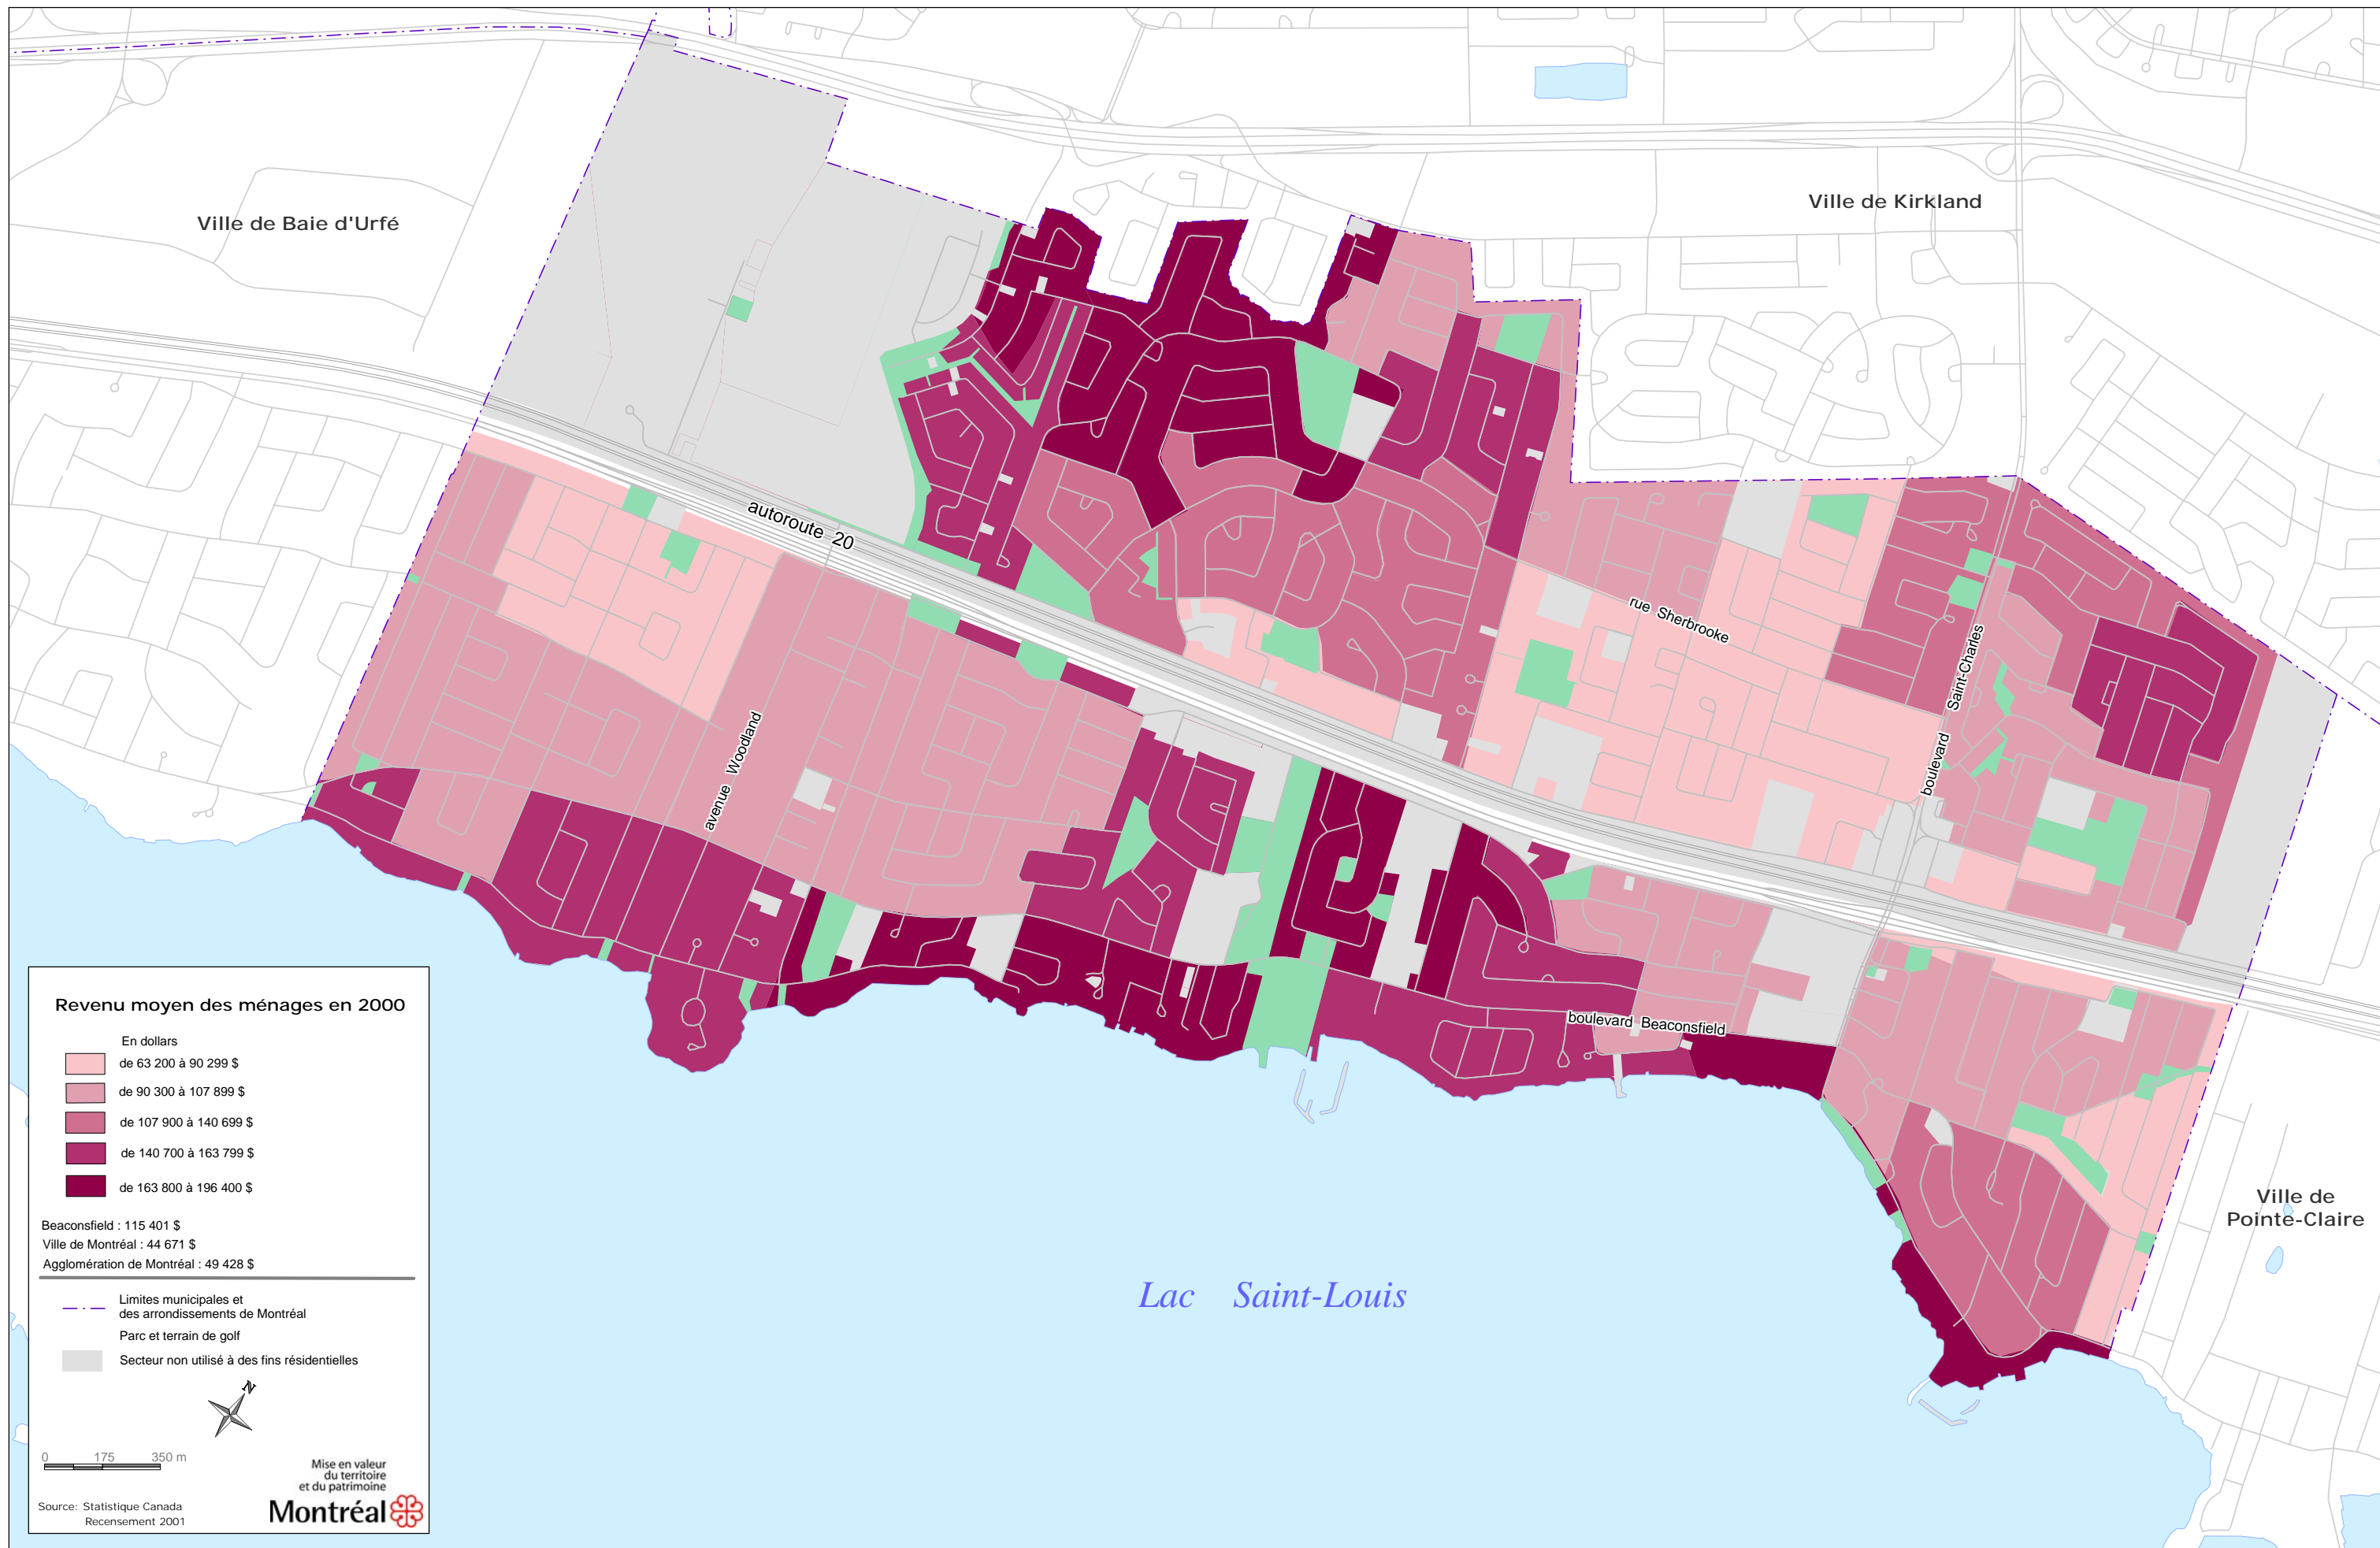 Ville de Baie d'Urfé
Ville de Kirkland
autoroute 20
rue Sherbrooke
boulevard Saint-Charles
avenue Woodland
boulevard Beaconsfield
Ville de
Pointe-Claire
Lac Saint-Louis
Revenu moyen des ménages en 2000
En dollars
de 63 200 à 90 299 $
de 90 300 à 107 899 $
de 107 900 à 140 699 $
de 140 700 à 163 799 $
de 163 800 à 196 400 $
Beaconsfield : 115 401 $
Ville de Montréal : 44 671 $
Agglomération de Montréal : 49 428 $
Limites municipales et
des arrondissements de Montréal
Parc et terrain de golf
Secteur non utilisé à des fins résidentielles
N
0 175 350 m
Mise en valeur
du territoire
et du patrimoine
Montréal
Source: Statistique Canada
Recensement 2001